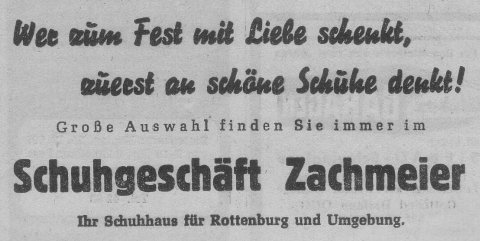 Wer zum Fest mit Liebe schenkt,
zuerst an schöne Schuhe denkt!
Große Auswahl finden Sie immer im
Schuhgeschäft Zachmeier
Ihr Schuhhaus für Rottenburg und Umgebung.